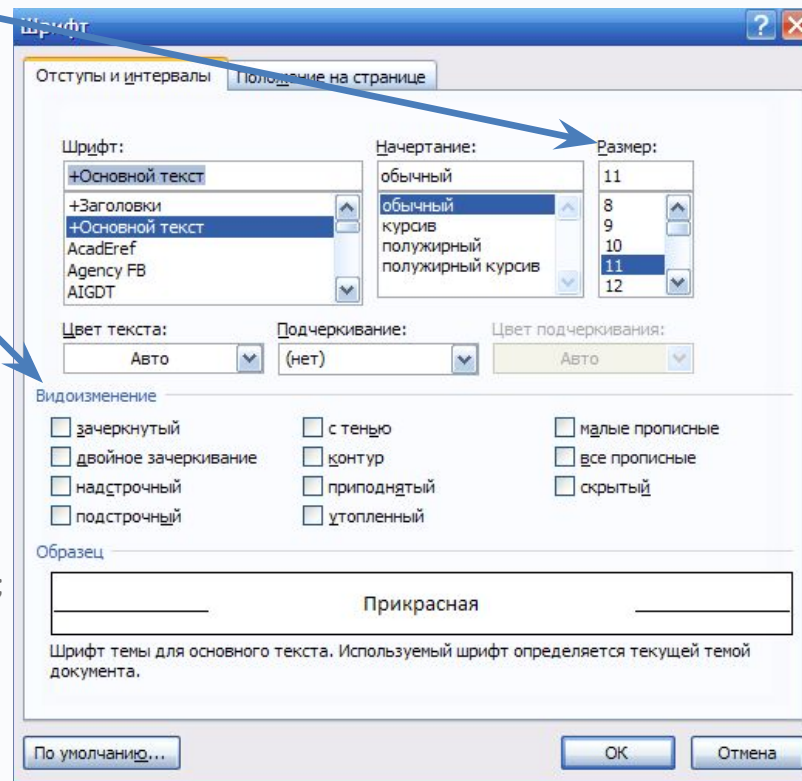 Шрифт
Отступы и интервалы Положение на странице
Шрифт: Начертание: Размер:
+Основной текст обычный 11
+Заголовки обычный 8
+Основной текст курсив 9
AcadEref полужирный 10
Agency FB полужирный курсив 11
AIGDT 12
Цвет текста: Подчеркивание: Цвет подчеркивания:
Авто (нет) Авто
Видоизменение
зачеркнутый с тенью малые прописные
двойное зачеркивание контур все прописные
надстрочный приподнятый скрытый
подстрочный утопленный
Образец
Прикрасная
Шрифт темы для основного текста. Используемый шрифт определяется текущей темой
документа.
По умолчанию... ОК Отмена